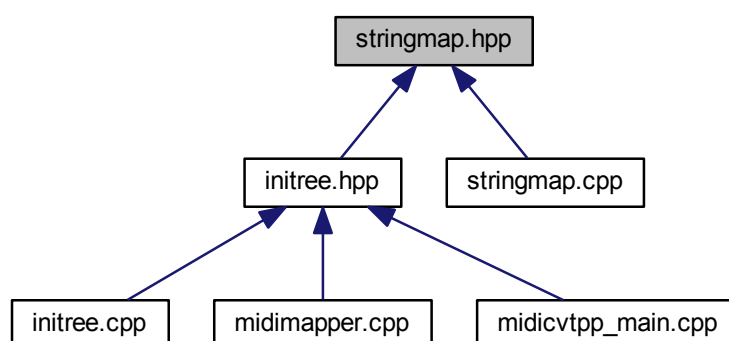 stringmap.hpp
initree.hpp
stringmap.cpp
initree.cpp
midimapper.cpp
midicvtpp_main.cpp